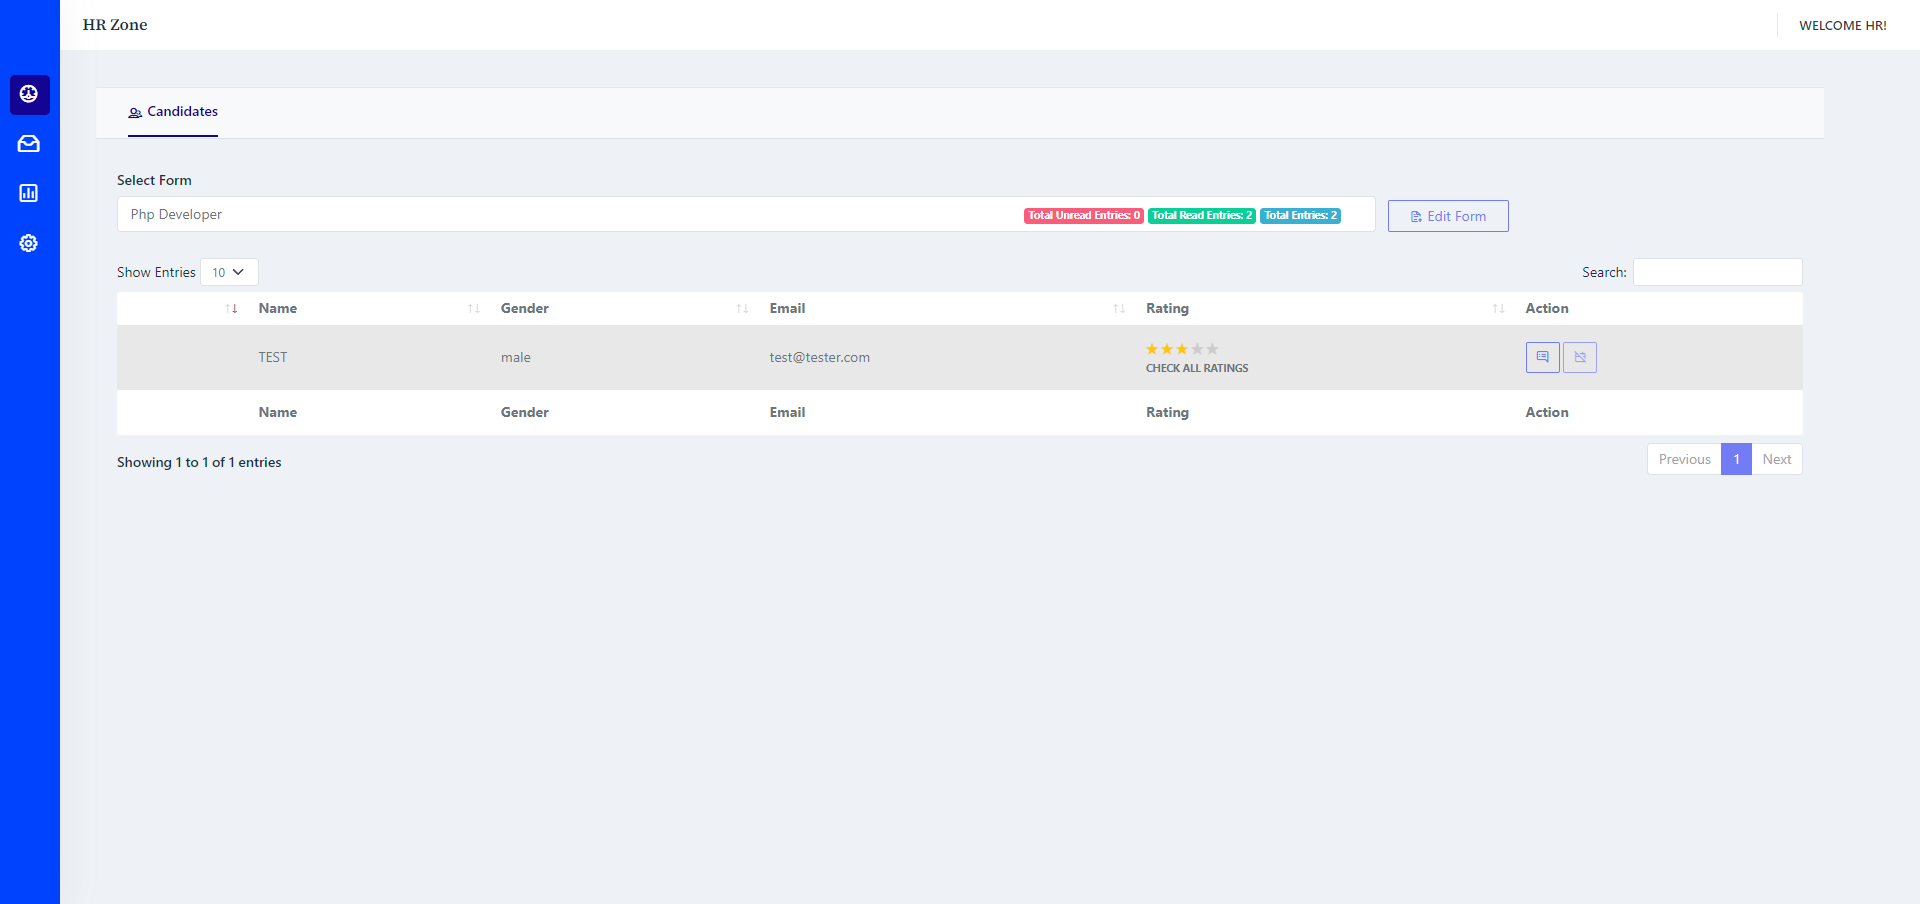 HR Zone
WELCOME HR!
Candidates
Select Form
Php Developer Total Unread Entries: 0 Total Read Entries: 2 Total Entries: 2
Edit Form
Show Entries 10
Search:
Name Gender Email Rating Action
TEST male test@tester.com
CHECK ALL RATINGS
Name Gender Email Rating Action
Showing 1 to 1 of 1 entries
Previous 1 Next